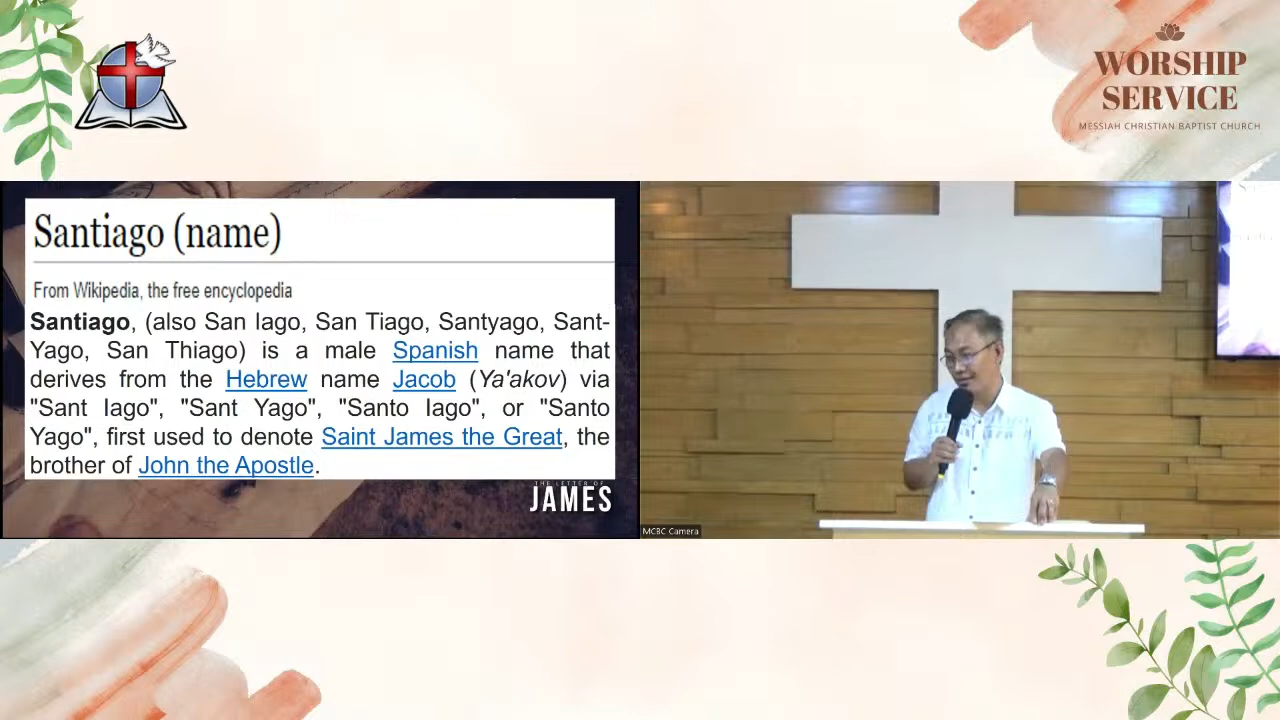 WORSHIP
SERVICE
MESSIAH CHRISTIAN BAPTIST CHURCH
Santiago (name)
From Wikipedia, the free encyclopedia
Santiago, (also San Iago, San Tiago, Santyago, Sant-
Yago, San Thiago) is a male Spanish name that
derives from the Hebrew name Jacob (Ya'akov) via
"Sant Iago", "Sant Yago", "Santo Iago", or "Santo
Yago", first used to denote Saint James the Great, the
brother of John the Apostle.
THE LETTER OF
JAMES
MCBC Camera